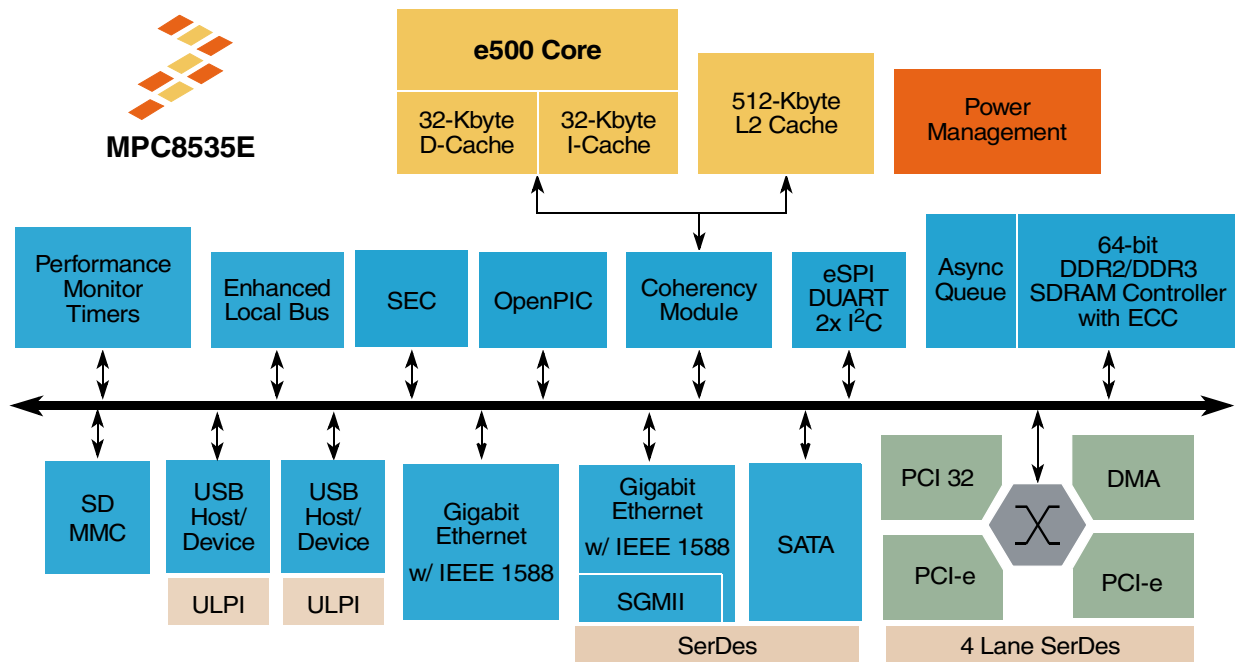 MPC8535E
e500 Core
32-Kbyte
D-Cache
32-Kbyte
I-Cache
512-Kbyte
L2 Cache
Power
Management
Performance
Monitor
Timers
Enhanced
Local Bus
SEC
OpenPIC
Coherency
Module
eSPI
DUART
2x I²C
Async
Queue
64-bit
DDR2/DDR3
SDRAM Controller
with ECC
SD
MMC
USB
Host/
Device
ULPI
USB
Host/
Device
ULPI
Gigabit
Ethernet
w/ IEEE 1588
Gigabit
Ethernet
w/ IEEE 1588
SGMII
SATA
SerDes
PCI 32
DMA
PCI-e
PCI-e
4 Lane SerDes